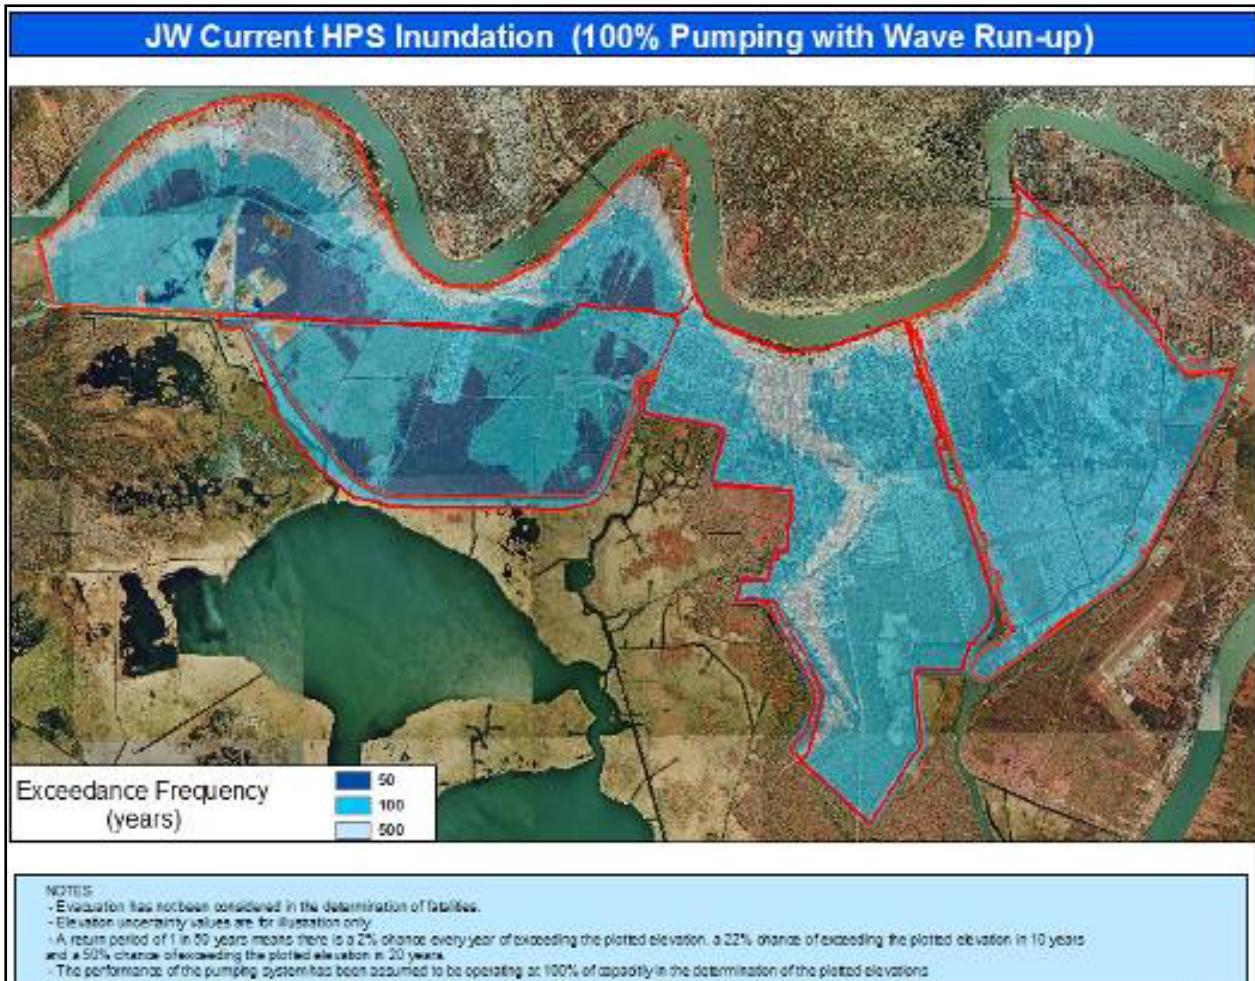 JW Current HPS Inundation (100% Pumping with Wave Run-up)
Exceedance Frequency
(years)
50
100
500
NOTES
- Evacuation has not been considered in the determination of fatalities.
- Elevation uncertainty values are for illustration only
- A return period of 1 in 50 years means there is a 2% chance every year of exceeding the plotted elevation, a 22% chance of exceeding the plotted elevation in 10 years
and a 50% chance of exceeding the plotted elevation in 20 years.
- The performance of the pumping system has been assumed to be operating at 100% of capacity in the determination of the plotted elevations